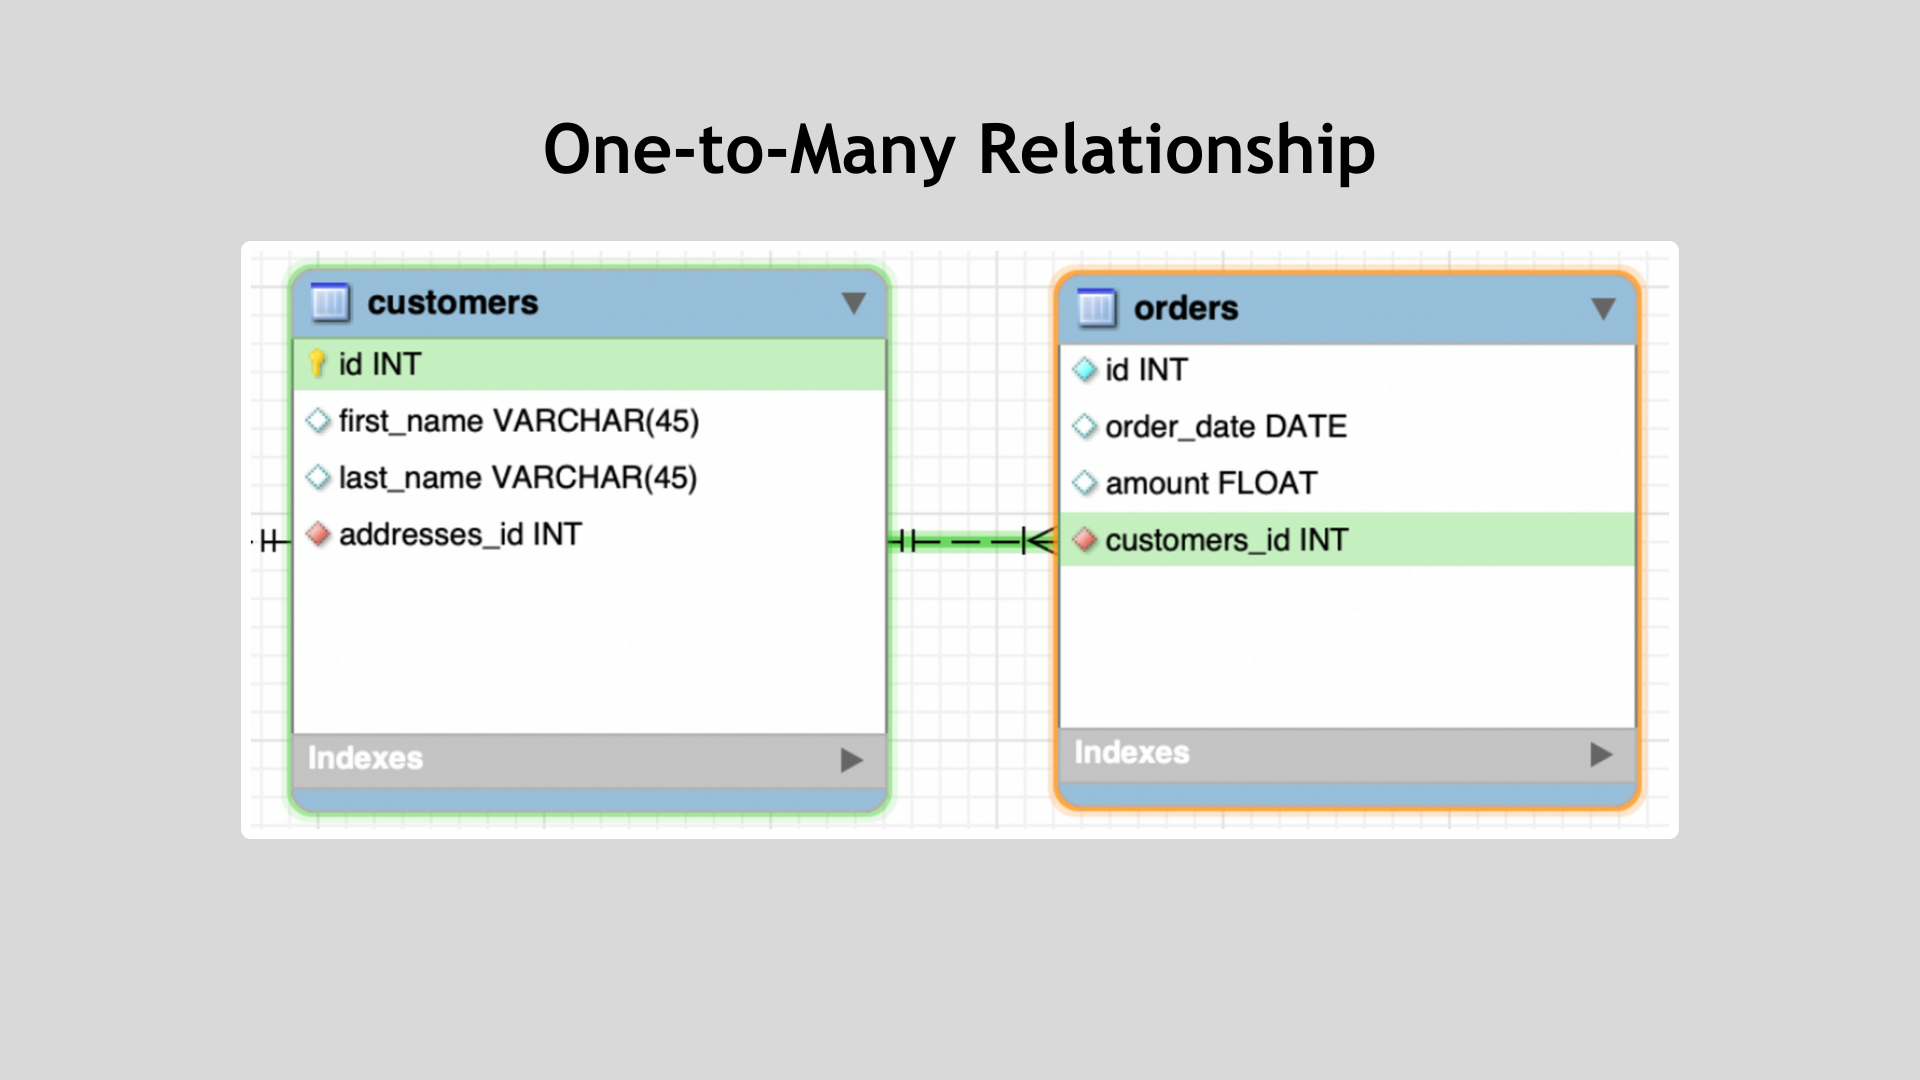 One-to-Many Relationship
customers
id INT
first_name VARCHAR(45)
last_name VARCHAR(45)
addresses_id INT
Indexes
orders
id INT
order_date DATE
amount FLOAT
customers_id INT
Indexes